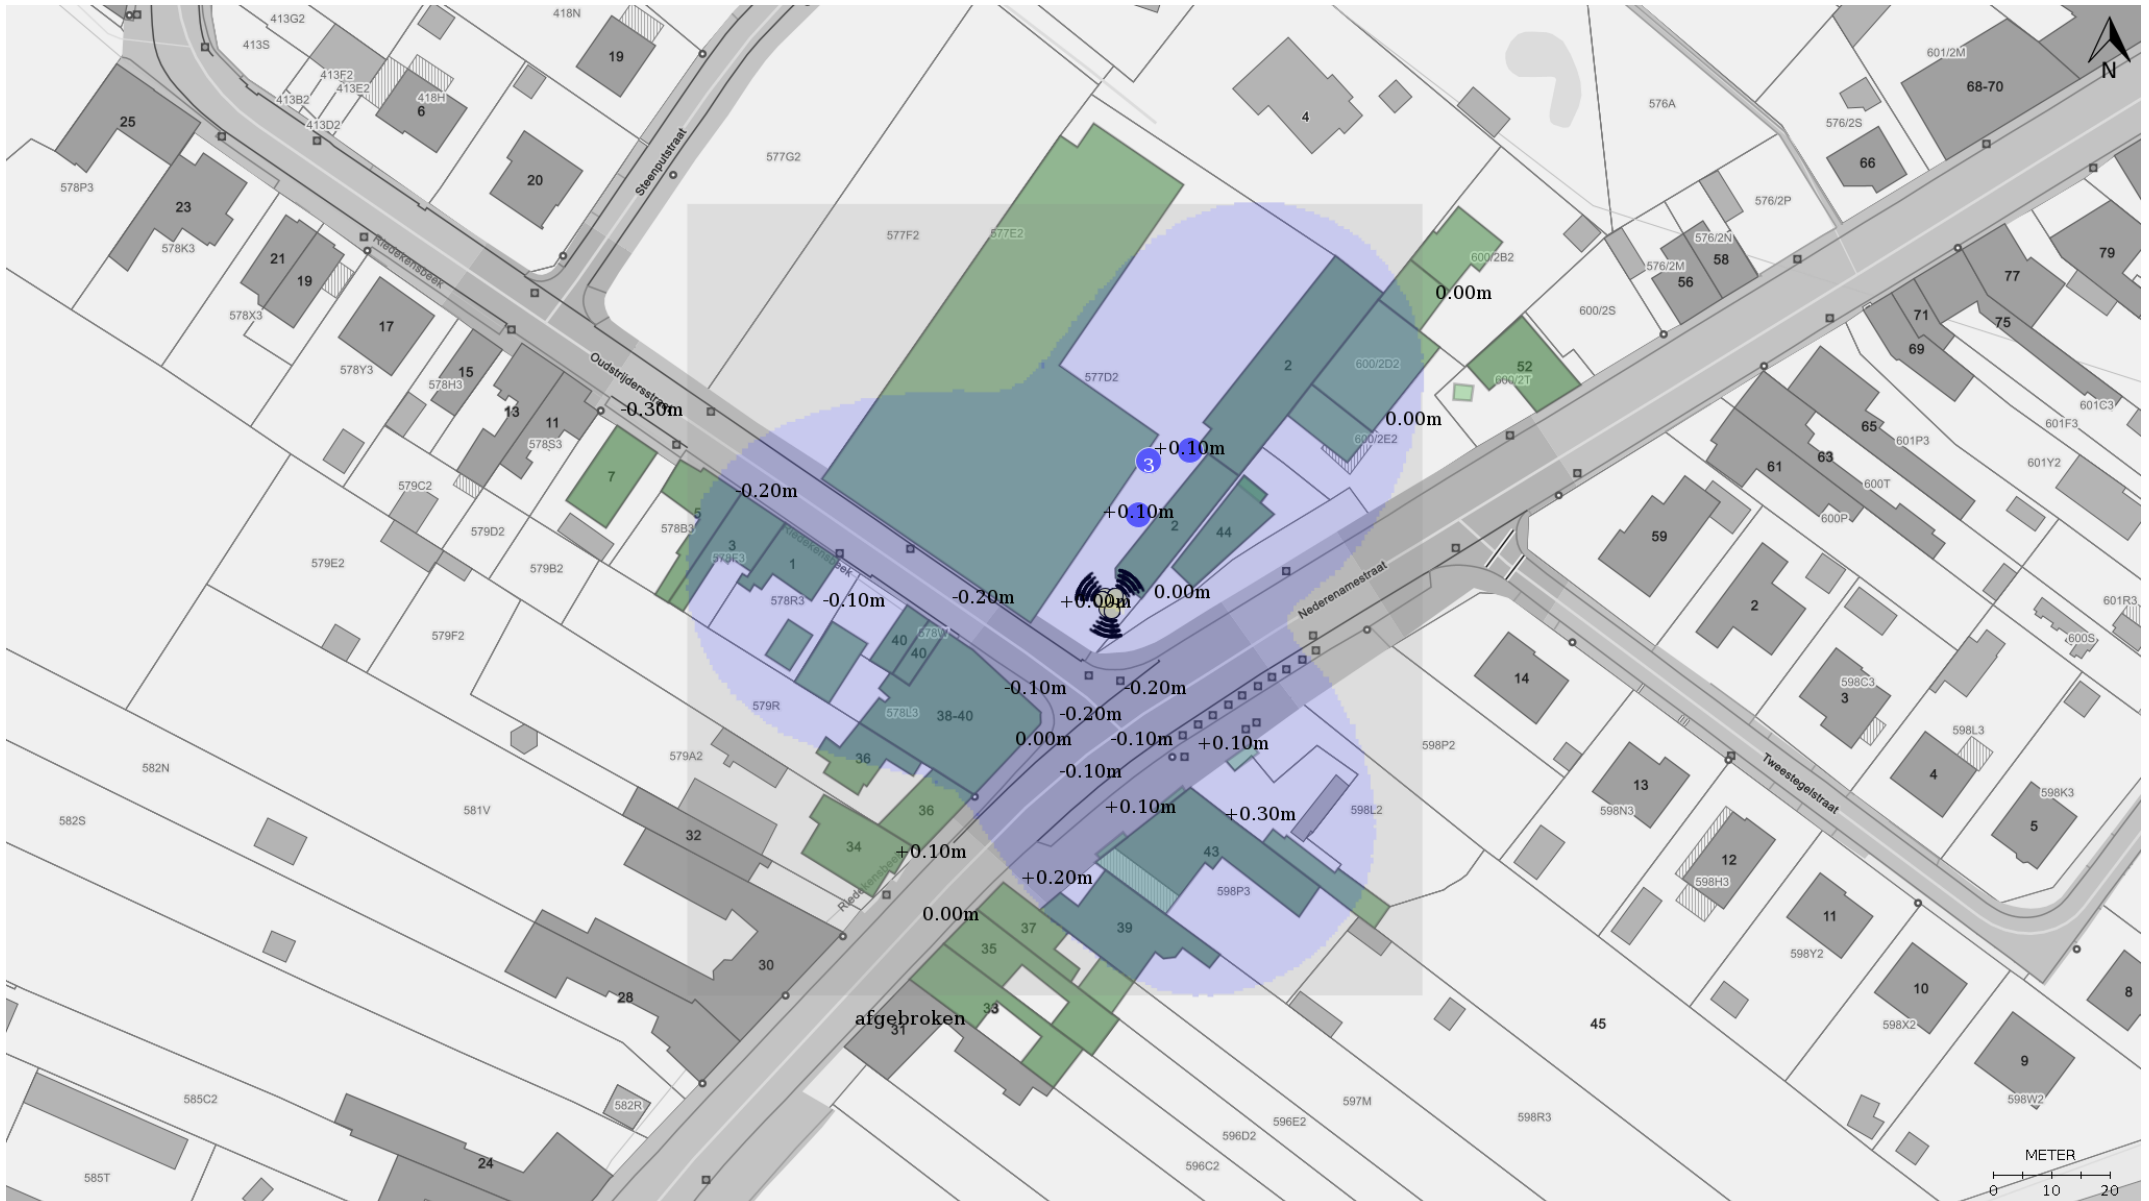 413G2
418N
413S
19
601/2M
68-70
N
413F2
413E2
418H
413B2
6
413D2
576A
4
25
576/2S
66
Steenputstraat
577G2
20
578P3
23
576/2P
577F2
577E2
576/2N
578K3
Riedekensbeek
21
19
600/2B2
58
576/2M
56
79
77
0.00m
578X3
17
600/2S
71
75
69
578Y3
Oudstrijdersstraat
15
578H3
577D2
2
600/2D2
52
600/2T
-0.30m
13
11
578S3
0.00m
600/2E2
601C3
65
601P3
601F3
+0.10m
3
63
61
601Y2
7
579C2
-0.20m
600T
5
578B3
+0.10m
2
44
600P
579D2
3
578F3
1
Riedekensbeek
59
579E2
579B2
Nederenamestraat
578R3
-0.10m
-0.20m
+0.00m
0.00m
2
601R3
579F2
40
578W
40
600S
14
598C3
3
-0.10m
-0.20m
579R
578L3
38-40
-0.20m
598L3
0.00m
-0.10m
+0.10m
598P2
579A2
36
-0.10m
Tweestegelstraat
582N
13
4
598K3
581V
36
+0.10m
+0.30m
598L2
598N3
5
582S
32
34
+0.10m
43
12
Riedekensbeek
+0.20m
598P3
598H3
0.00m
37
39
11
35
598Y2
30
28
33
10
8
afgebroken
31
45
598X2
9
585C2
582R
597M
598R3
598W2
596E2
596D2
24
596C2
585T
METER
0 10 20